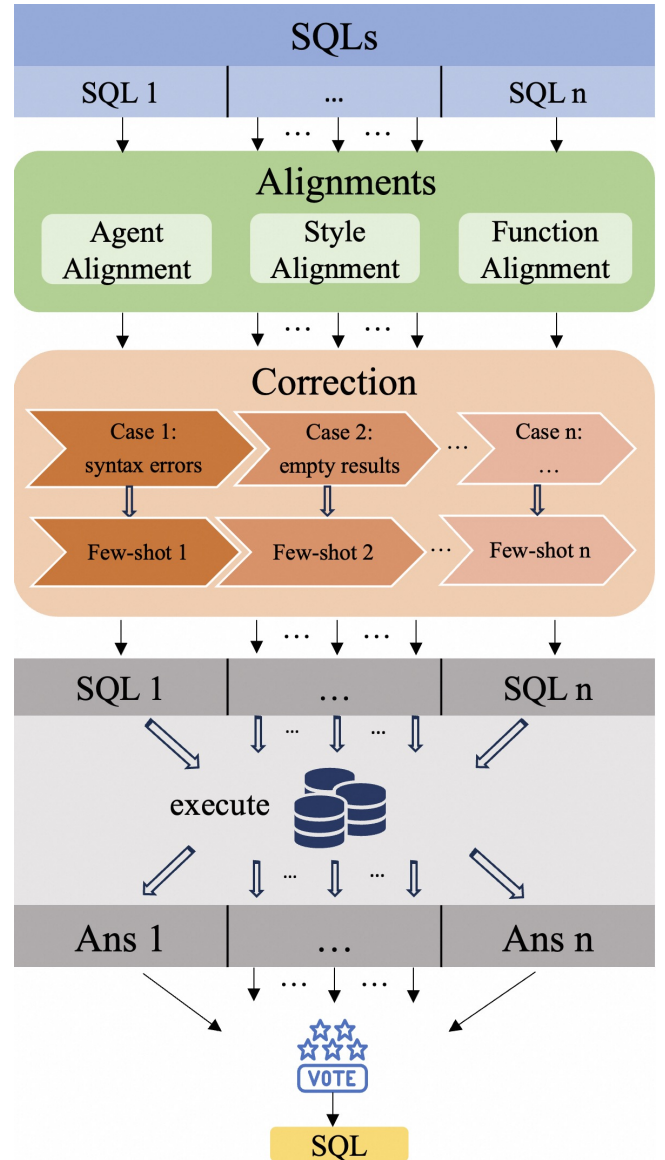 SQLs
SQL 1
...
SQL n
... ...
Alignments
Agent
Alignment
Style
Alignment
Function
Alignment
... ...
Correction
Case 1:
syntax errors
Case 2:
empty results
...
Case n:
...
Few-shot 1
Few-shot 2
...
Few-shot n
... ...
SQL 1
...
SQL n
... ...
execute
... ...
Ans 1
...
Ans n
... ...
VOTE
SQL